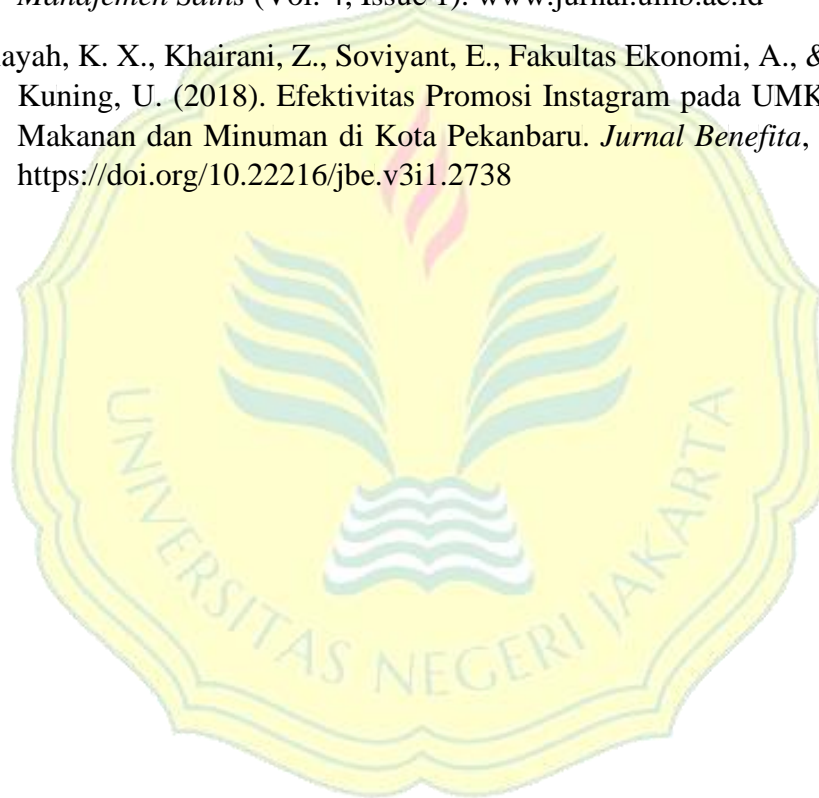 Manajemen Sains (Vol. 4, Issue 1). www.jurnal.umb.ac.id
ayah, K. X., Khairani, Z., Soviyant, E., Fakultas Ekonomi, A., &
Kuning, U. (2018). Efektivitas Promosi Instagram pada UMK
Makanan dan Minuman di Kota Pekanbaru. Jurnal Benefita,
https://doi.org/10.22216/jbe.v3i1.2738
UNIVERSITAS NEGERI JAKARTA